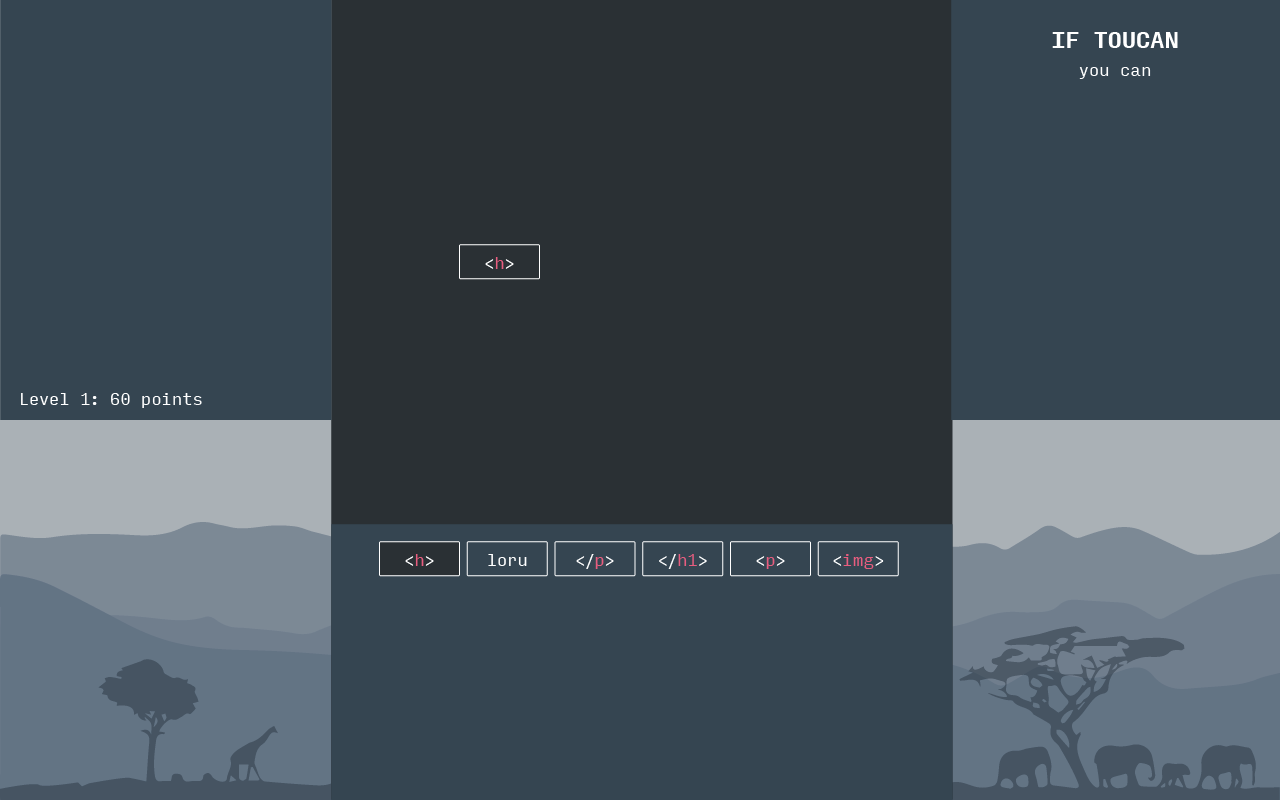 IF TOUCAN
you can
<h>
Level 1: 60 points
<h> loru </p> </h1> <p> <img>